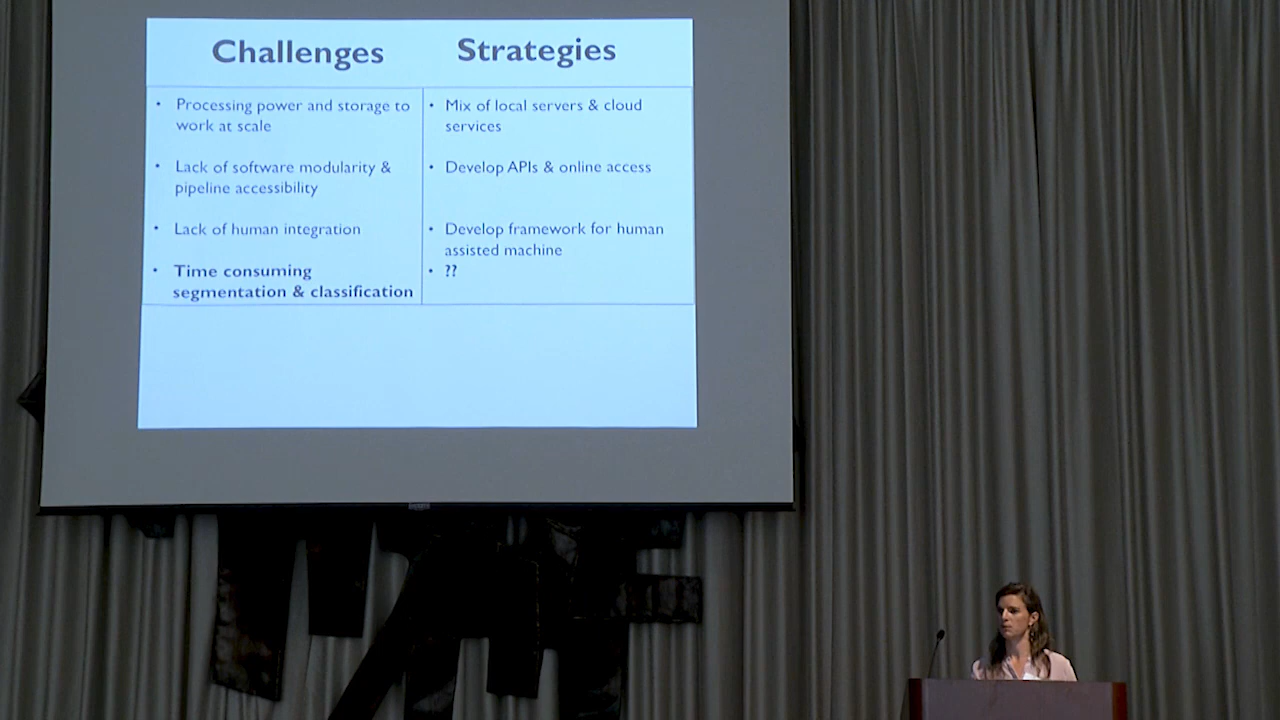 Challenges
Strategies
• Processing power and storage to
work at scale
• Mix of local servers & cloud
services
• Lack of software modularity &
pipeline accessibility
• Develop APIs & online access
• Lack of human integration
• Develop framework for human
assisted machine
• Time consuming
segmentation & classification
• ??